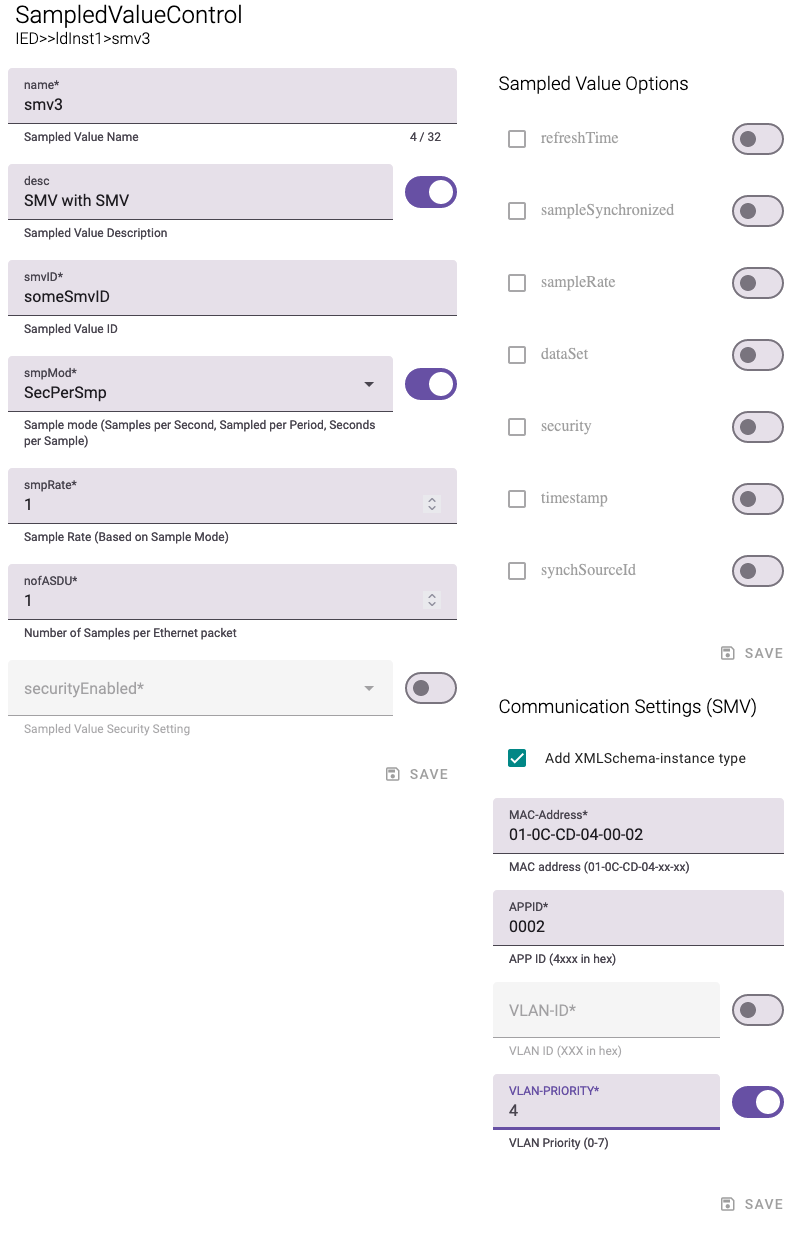 SampledValueControl
IED>>ldInst1>smv3
name*
smv3
Sampled Value Name
4 / 32
desc
SMV with SMV
Sampled Value Description
smvID*
someSmvID
Sampled Value ID
smpMod*
SecPerSmp
Sample mode (Samples per Second, Sampled per Period, Seconds
per Sample)
smpRate*
1
Sample Rate (Based on Sample Mode)
nofASDU*
1
Number of Samples per Ethernet packet
securityEnabled*
Sampled Value Security Setting
SAVE
Sampled Value Options
refreshTime
sampleSynchronized
sampleRate
dataSet
security
timestamp
synchSourceId
SAVE
Communication Settings (SMV)
Add XMLSchema-instance type
MAC-Address*
01-0C-CD-04-00-02
MAC address (01-0C-CD-04-xx-xx)
APPID*
0002
APP ID (4xxx in hex)
VLAN-ID*
VLAN ID (XXX in hex)
VLAN-PRIORITY*
4
VLAN Priority (0-7)
SAVE